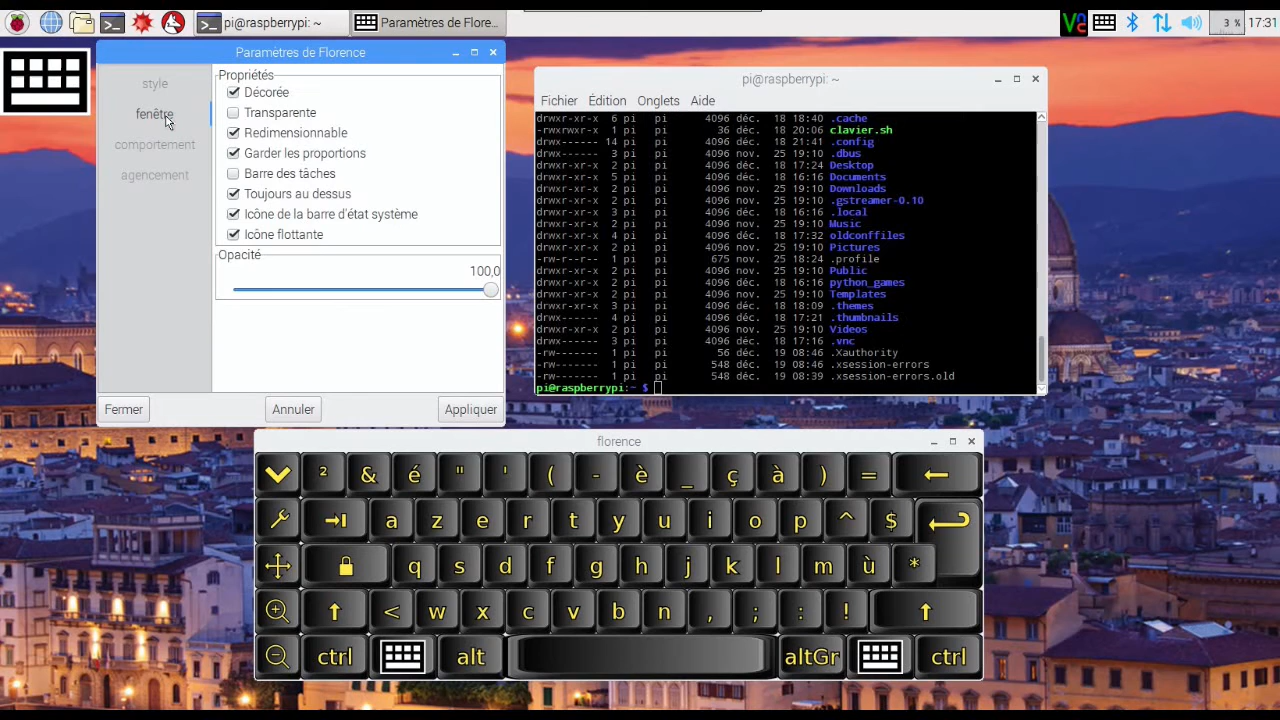 pi@raspberrypi: ~
Paramètres de Flore...
3 %
17:31
Paramètres de Florence
style
fenêtre
comportement
agencement
Propriétés
Décorée
Transparente
Redimensionnable
Garder les proportions
Barre des tâches
Toujours au dessus
Icône de la barre d'état système
Icône flottante
Opacité
100,0
Fermer
Annuler
Appliquer
pi@raspberrypi: ~
Fichier Édition Onglets Aide
drwxr-xr-x 6 pi pi 4096 déc. 18 18:40 .cache
-rwxrwxr-x 1 pi pi 36 déc. 18 20:06 clavier.sh
drwx------ 14 pi pi 4096 déc. 18 21:41 .config
drwx------ 3 pi pi 4096 nov. 25 19:10 .dbus
drwxr-xr-x 2 pi pi 4096 déc. 18 17:24 Desktop
drwxr-xr-x 5 pi pi 4096 déc. 18 16:16 Documents
drwxr-xr-x 2 pi pi 4096 nov. 25 19:10 Downloads
drwxr-xr-x 2 pi pi 4096 nov. 25 19:10 .gstreamer-0.10
drwxr-xr-x 3 pi pi 4096 déc. 18 16:16 .local
drwxr-xr-x 2 pi pi 4096 nov. 25 19:10 Music
drwxr-xr-x 4 pi pi 4096 déc. 18 17:32 oldconffiles
drwxr-xr-x 2 pi pi 4096 nov. 25 19:10 Pictures
-rw-r--r-- 1 pi pi 675 nov. 25 18:24 .profile
drwxr-xr-x 2 pi pi 4096 nov. 25 19:10 Public
drwxr-xr-x 2 pi pi 4096 déc. 18 16:16 python_games
drwxr-xr-x 2 pi pi 4096 nov. 25 19:10 Templates
drwxr-xr-x 3 pi pi 4096 déc. 18 18:09 .themes
drwx------ 4 pi pi 4096 déc. 18 17:21 .thumbnails
drwxr-xr-x 2 pi pi 4096 nov. 25 19:10 Videos
drwx------ 3 pi pi 4096 déc. 18 17:16 .vnc
-rw------- 1 pi pi 56 déc. 19 08:46 .Xauthority
-rw------- 1 pi pi 548 déc. 19 08:46 .xsession-errors
-rw------- 1 pi pi 548 déc. 19 08:39 .xsession-errors.old
pi@raspberrypi:~ $
florence
² & é " ' ( - è _ ç à ) =
a z e r t y u i o p ^ $
q s d f g h j k l m ù *
< w x c v b n , ; : !
ctrl alt altGr ctrl